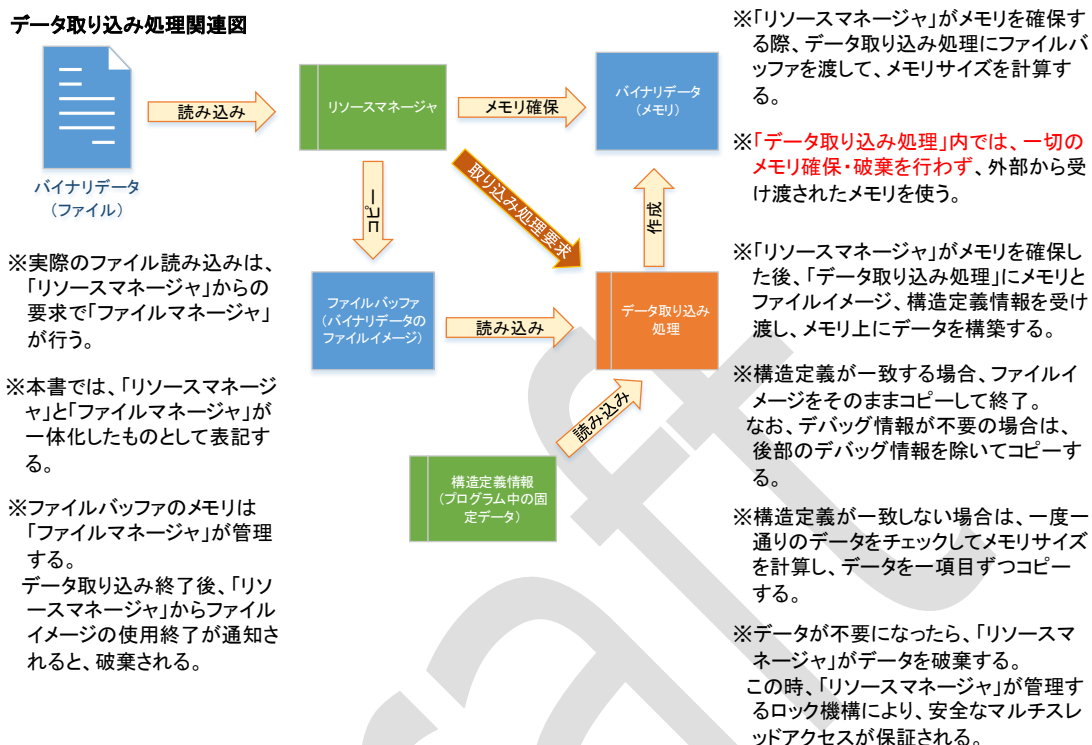 データ取り込み処理関連図
バイナリデータ
（ファイル）
読み込み
リソースマネージャ
メモリ確保
バイナリデータ
（メモリ）
コピー
取り込み処理要求
作成
ファイルバッファ
（バイナリデータの
ファイルイメージ）
読み込み
データ取り込み
処理
読み込み
構造定義情報
（プログラム中の固
定データ）
※実際のファイル読み込みは、
「リソースマネージャ」からの
要求で「ファイルマネージャ」
が行う。
※本書では、「リソースマネージ
ャ」と「ファイルマネージャ」が
一体化したものとして表記す
る。
※ファイルバッファのメモリは
「ファイルマネージャ」が管理
する。
データ取り込み終了後、「リソ
ースマネージャ」からファイル
イメージの使用終了が通知さ
れると、破棄される。
※「リソースマネージャ」がメモリを確保す
る際、データ取り込み処理にファイルバ
ッファを渡して、メモリサイズを計算す
る。
※「データ取り込み処理」内では、一切の
メモリ確保・破棄を行わず、外部から受
け渡されたメモリを使う。
※「リソースマネージャ」がメモリを確保し
た後、「データ取り込み処理」にメモリと
ファイルイメージ、構造定義情報を受け
渡し、メモリ上にデータを構築する。
※構造定義が一致する場合、ファイルイ
メージをそのままコピーして終了。
なお、デバッグ情報が不要の場合は、
後部のデバッグ情報を除いてコピーす
る。
※構造定義が一致しない場合は、一度一
通りのデータをチェックしてメモリサイズ
を計算し、データを一項目ずつコピー
する。
※データが不要になったら、「リソースマ
ネージャ」がデータを破棄する。
この時、「リソースマネージャ」が管理す
るロック機構により、安全なマルチスレ
ッドアクセスが保証される。